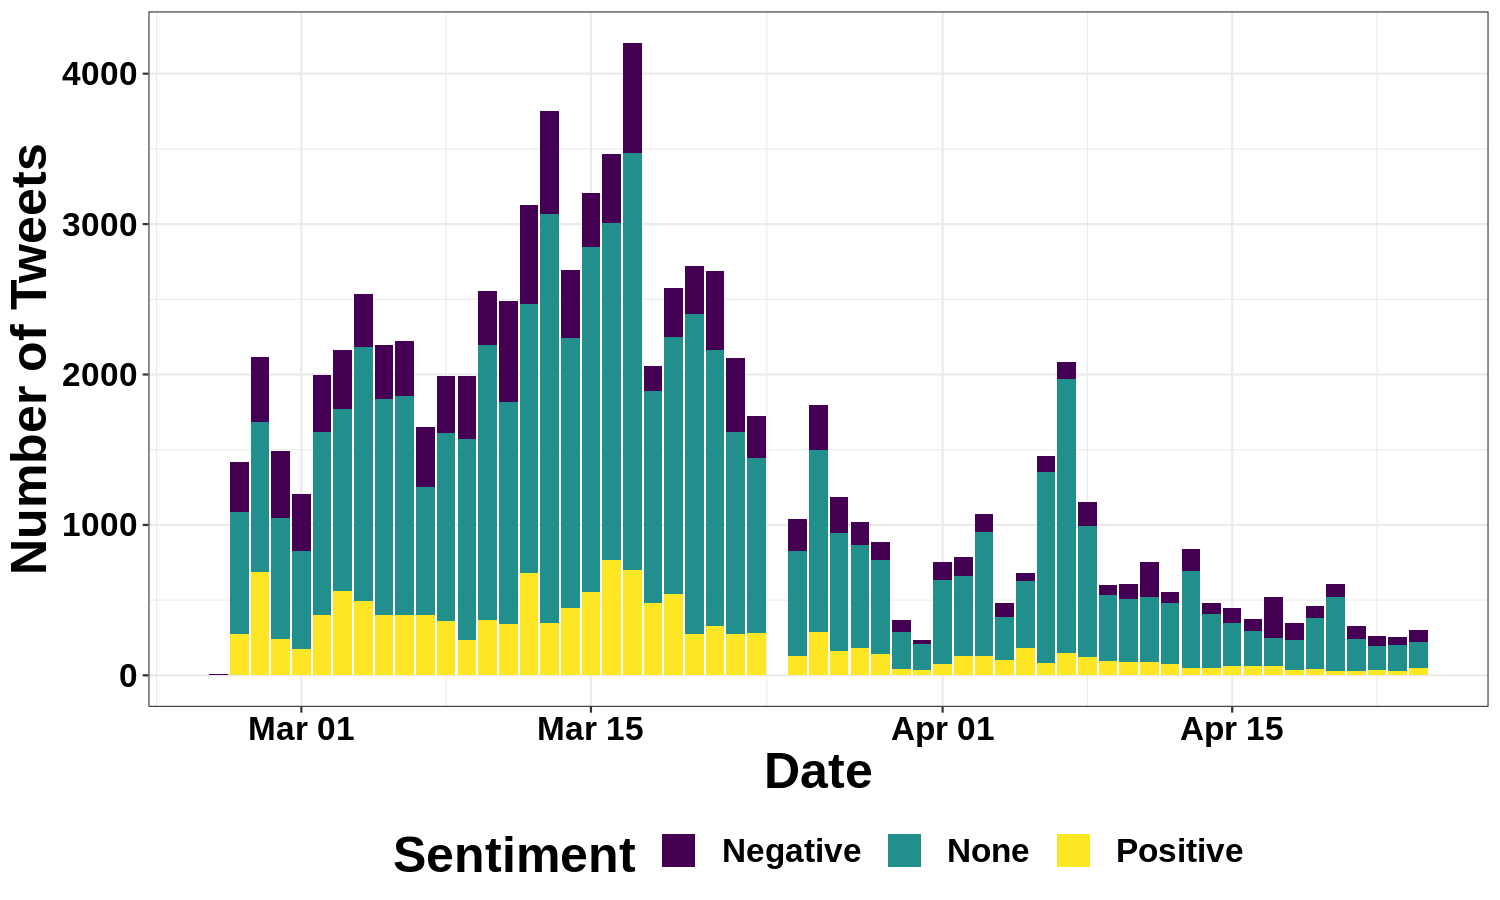 Number of Tweets
4000
3000
2000
1000
0
Mar 01 Mar 15 Apr 01 Apr 15
Date
Sentiment Negative None Positive